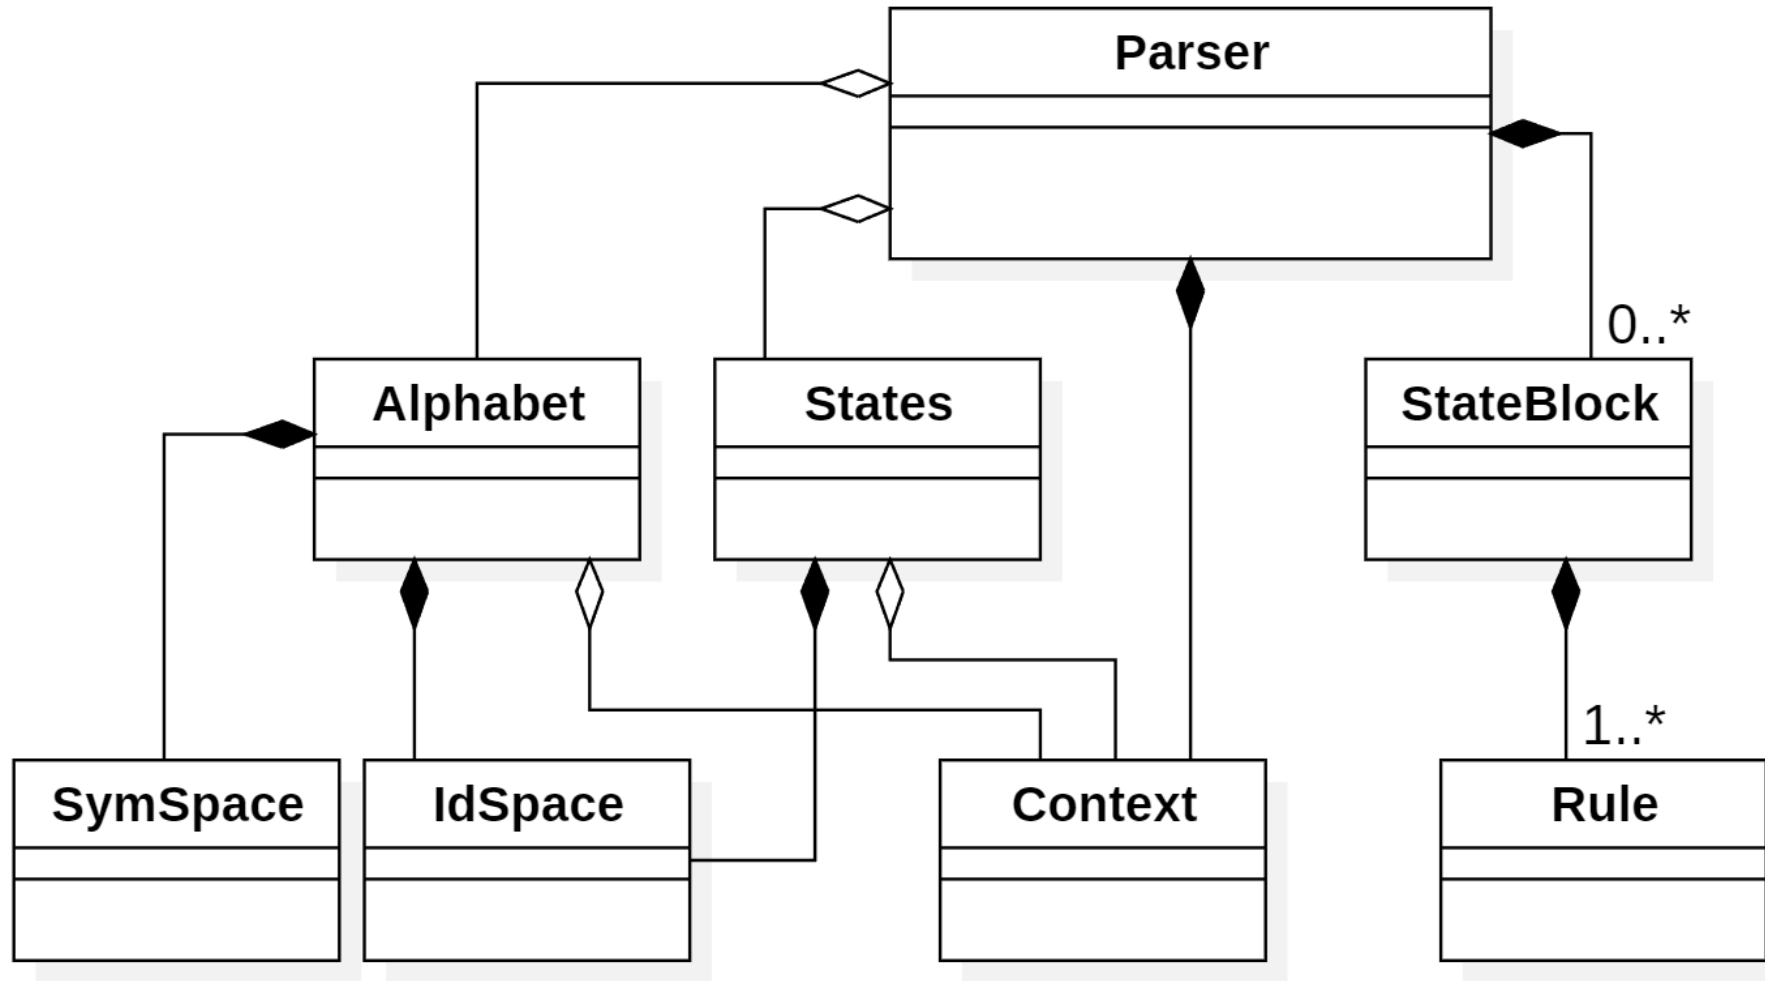 Parser
0..*
Alphabet
States
StateBlock
1..*
SymSpace
IdSpace
Context
Rule